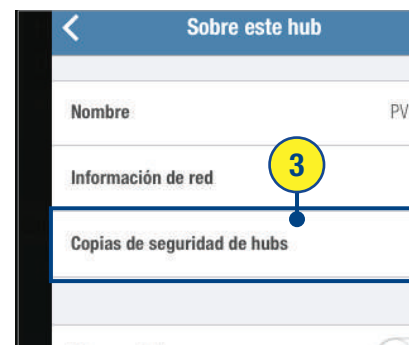 Sobre este hub
Nombre PV
Información de red
3
Copias de seguridad de hubs